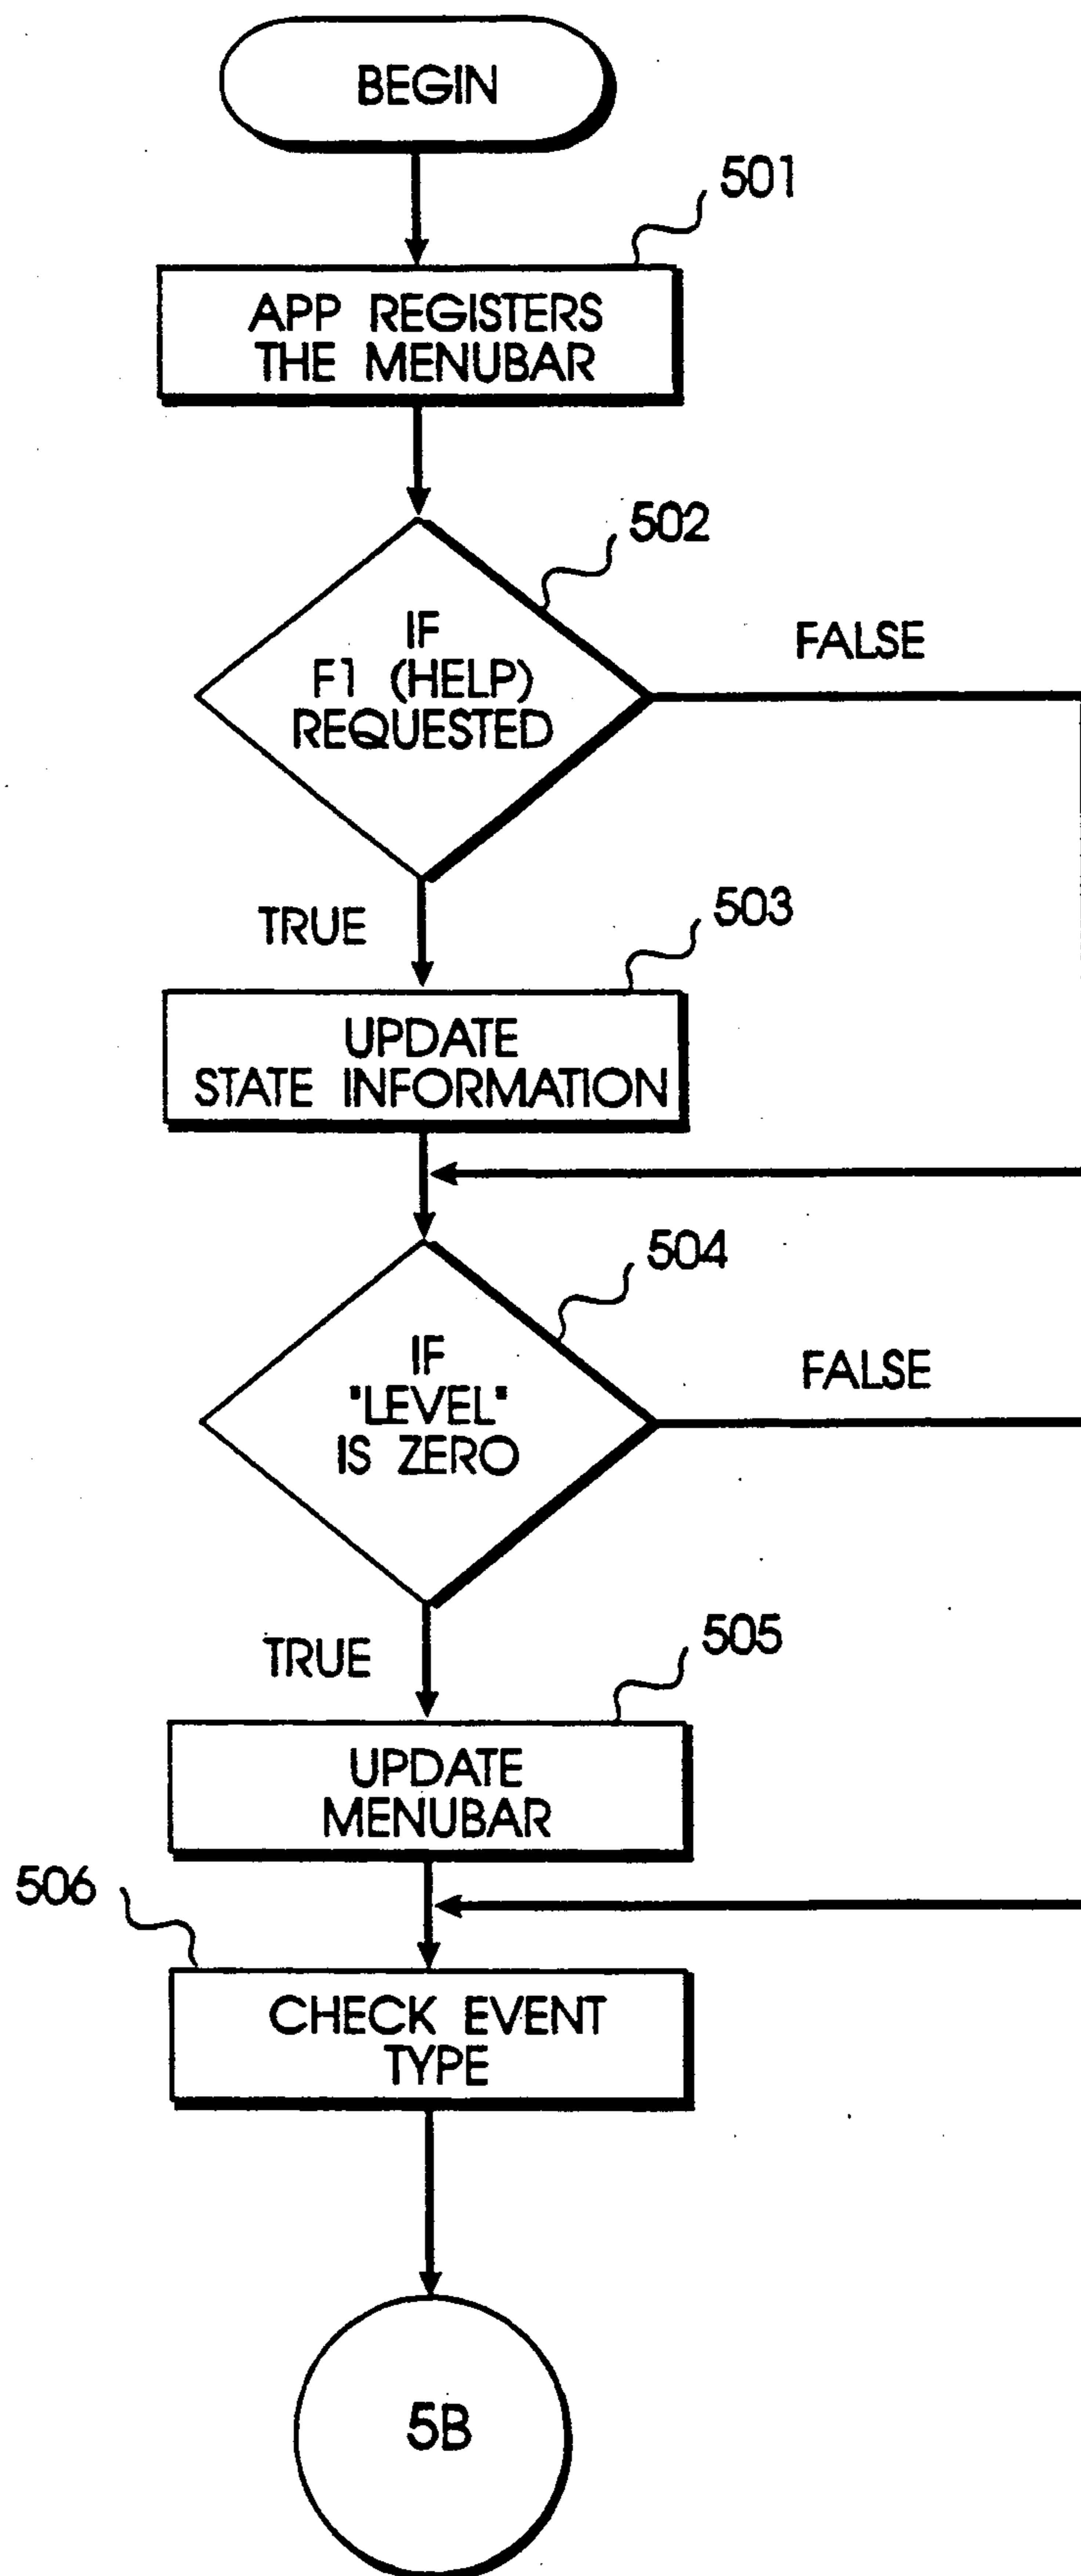 BEGIN
501
APP REGISTERS
THE MENUBAR
502
IF
F1 (HELP)
REQUESTED
FALSE
TRUE
503
UPDATE
STATE INFORMATION
504
IF
"LEVEL"
IS ZERO
FALSE
TRUE
505
UPDATE
MENUBAR
506
CHECK EVENT
TYPE
5B